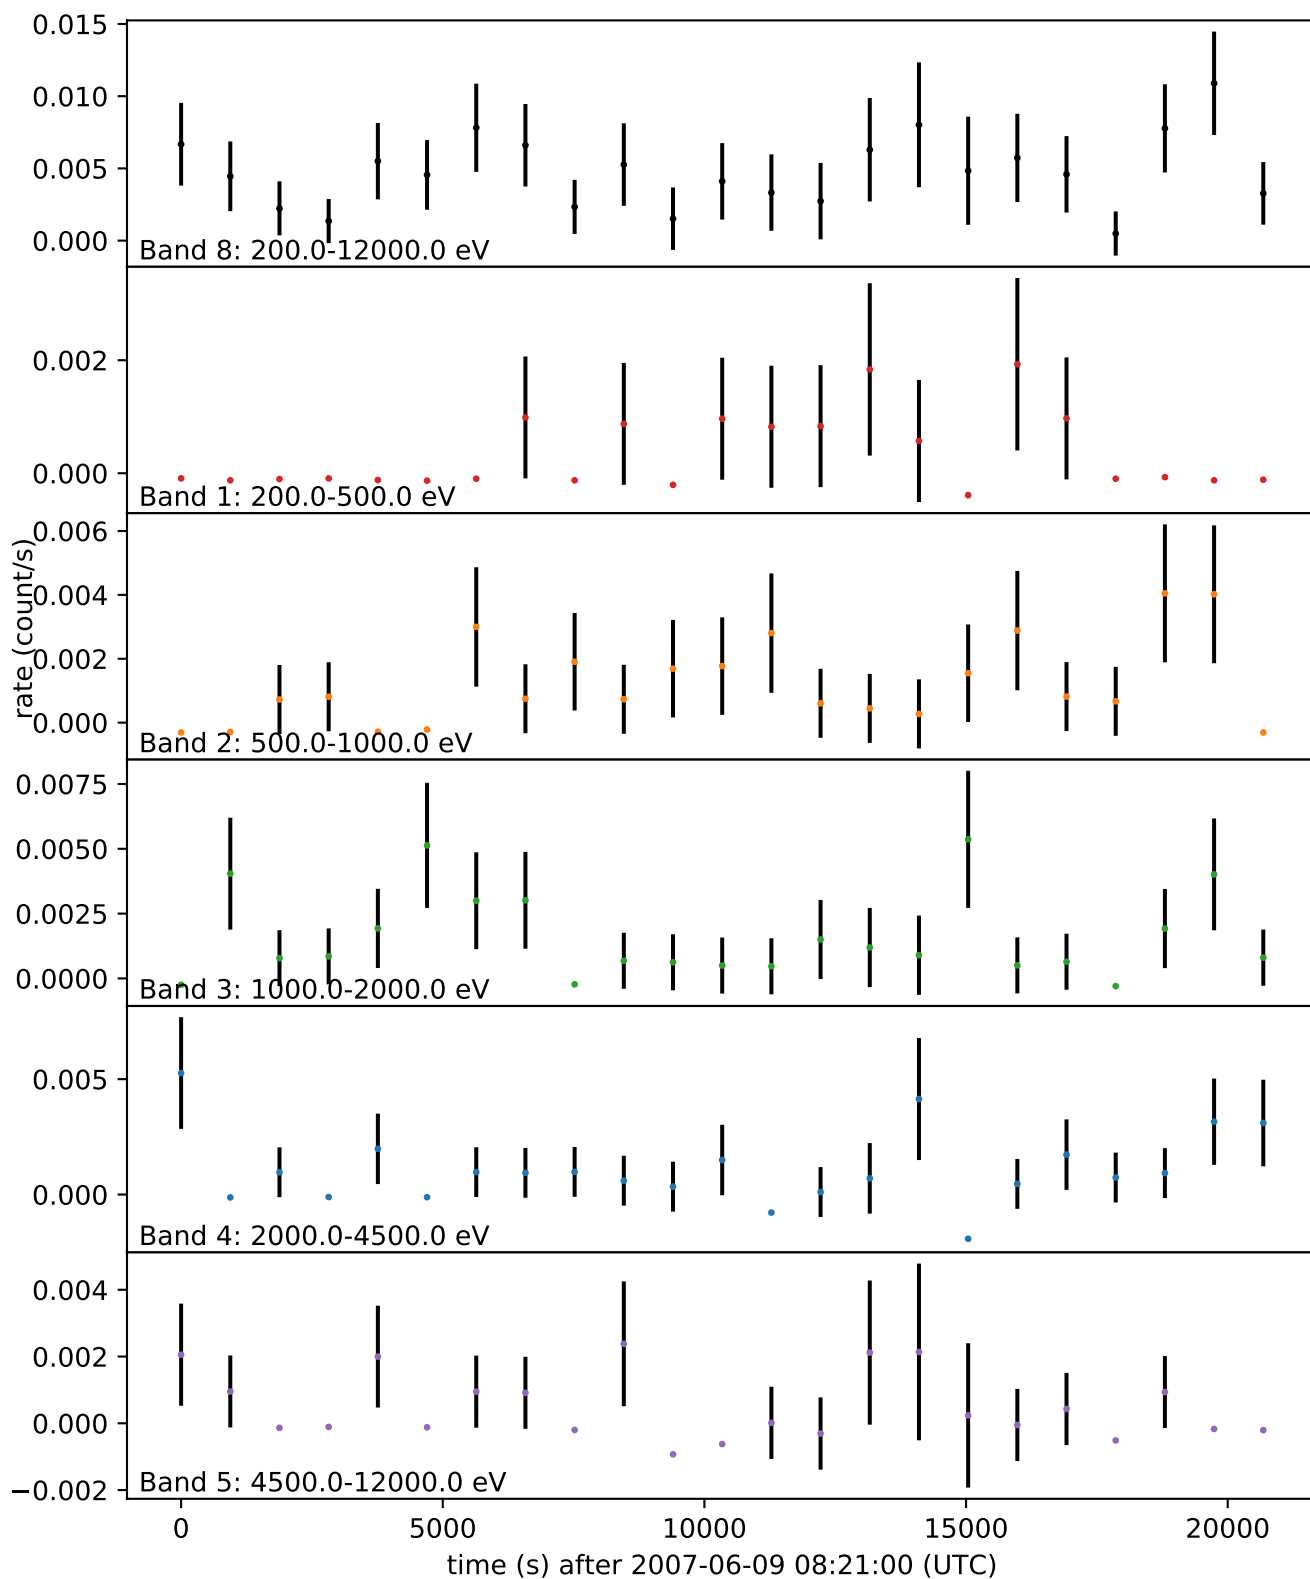 0.015
0.010
0.005
0.000
Band 8: 200.0-12000.0 eV
0.002
0.000
Band 1: 200.0-500.0 eV
rate (count/s)
0.006
0.004
0.002
0.000
Band 2: 500.0-1000.0 eV
0.0075
0.0050
0.0025
0.0000
Band 3: 1000.0-2000.0 eV
0.005
0.000
Band 4: 2000.0-4500.0 eV
0.004
0.002
0.000
−0.002
Band 5: 4500.0-12000.0 eV
0 5000 10000 15000 20000
time (s) after 2007-06-09 08:21:00 (UTC)